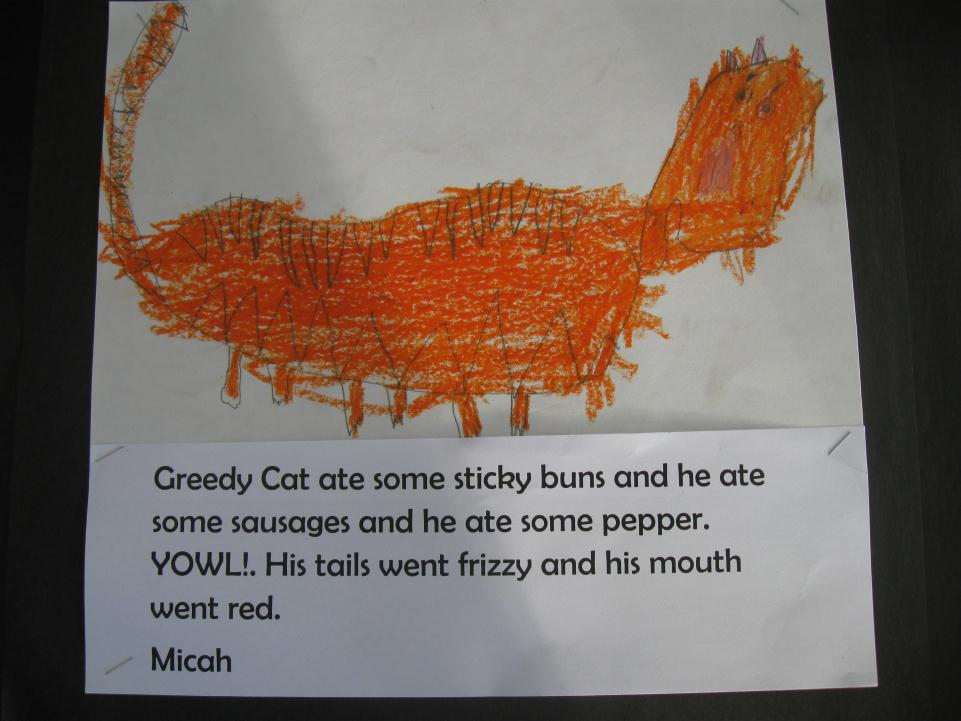 Greedy Cat ate some sticky buns and he ate
some sausages and he ate some pepper.
YOWL!. His tails went frizzy and his mouth
went red.
Micah